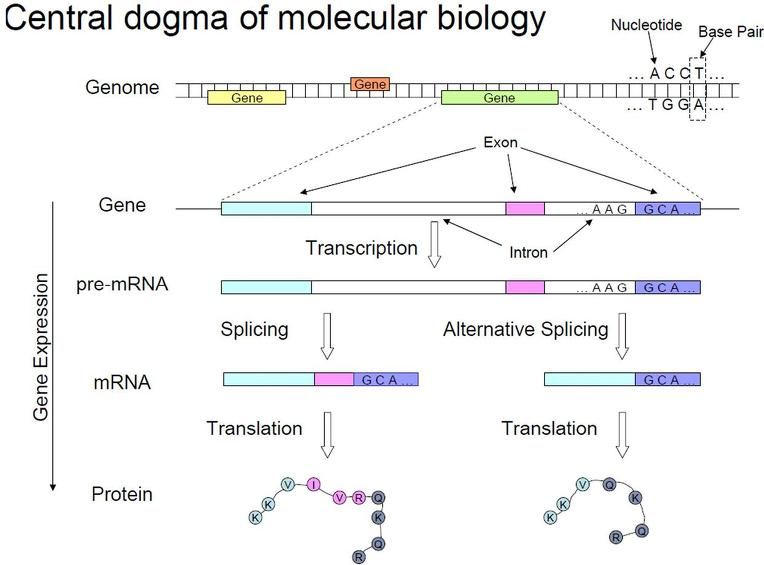 Central dogma of molecular biology
Nucleotide
Base Pair
... A C C T ...
Genome
Gene
Gene
Gene
... T G G A ...
Exon
Gene
... A A G G C A ...
Transcription
Intron
pre-mRNA
... A A G G C A ...
Splicing
Alternative Splicing
mRNA
G C A ...
G C A ...
Gene Expression
Translation
Translation
Protein
K K V I V R Q K Q R
K K V Q K Q R